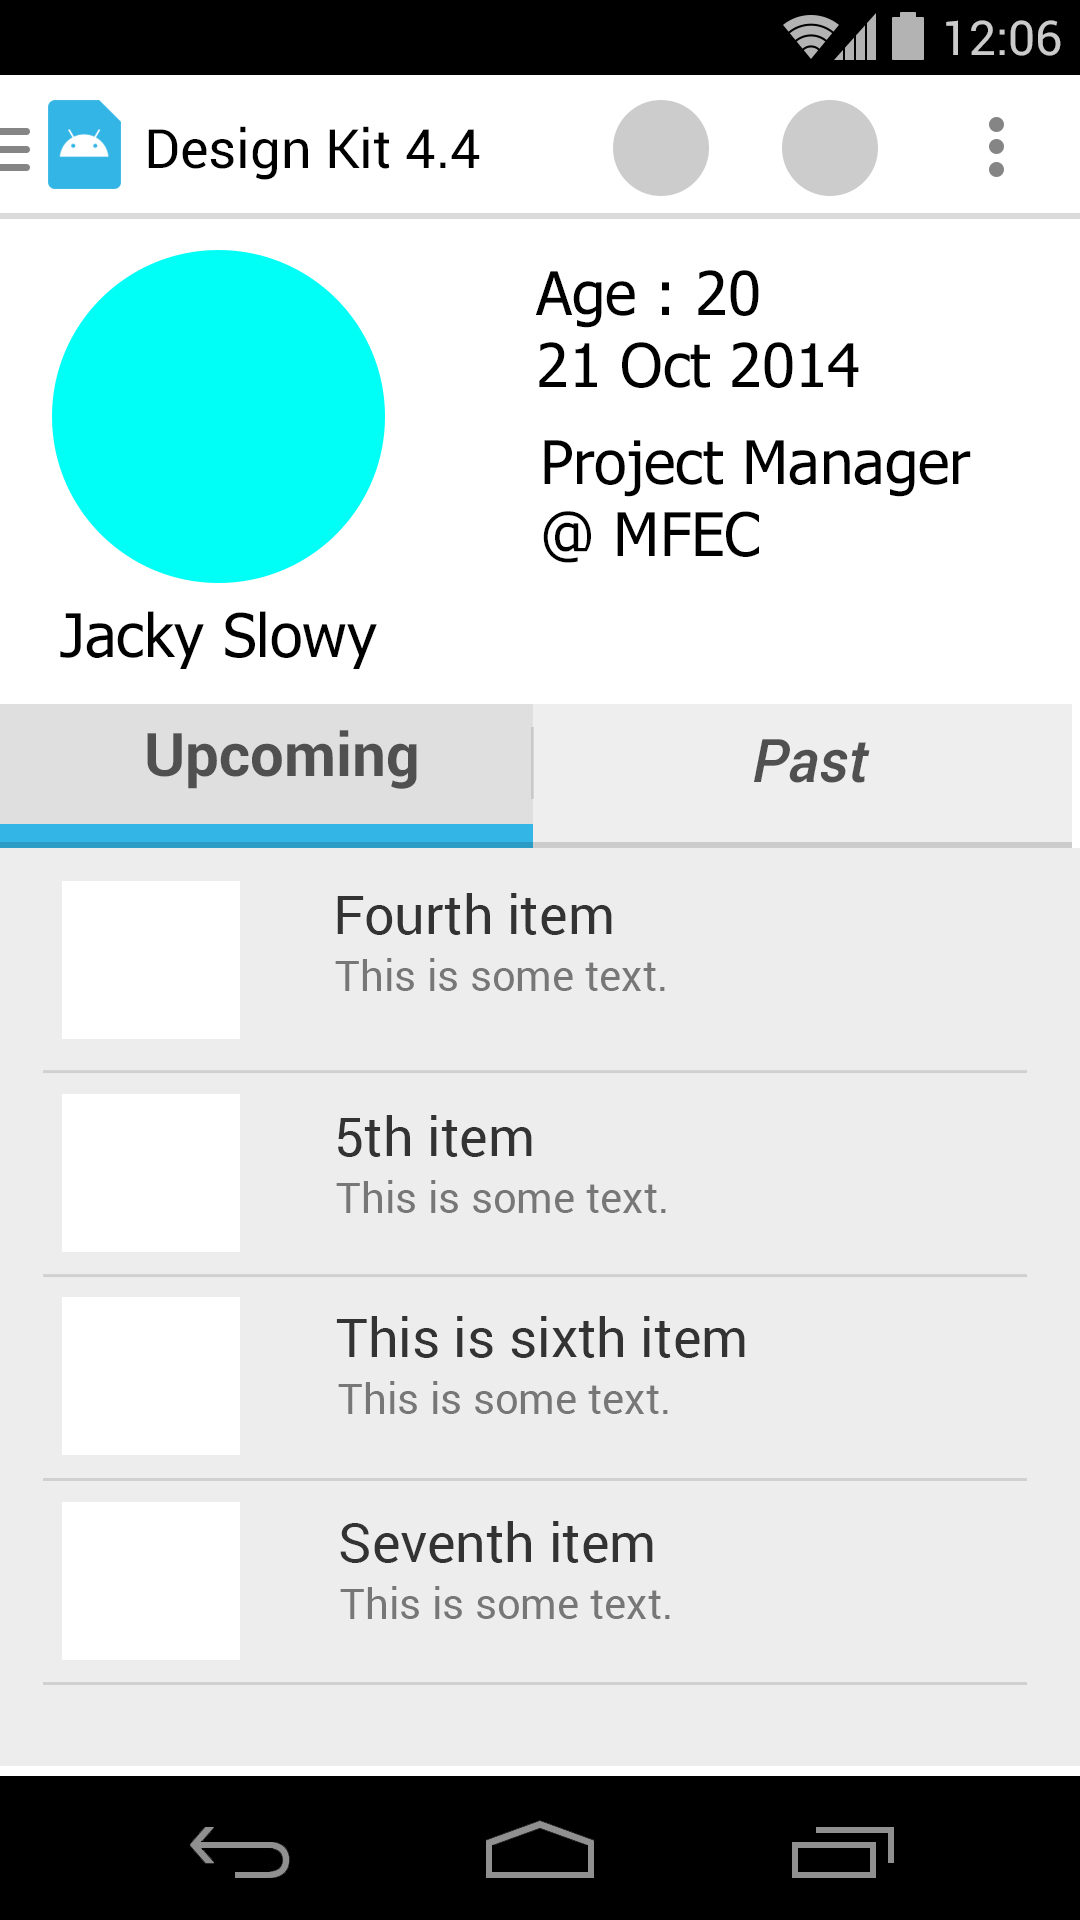 12:06
Design Kit 4.4
Age : 20
21 Oct 2014
Project Manager
@ MFEC
Jacky Slowy
Upcoming
Past
Fourth item
This is some text.
5th item
This is some text.
This is sixth item
This is some text.
Seventh item
This is some text.